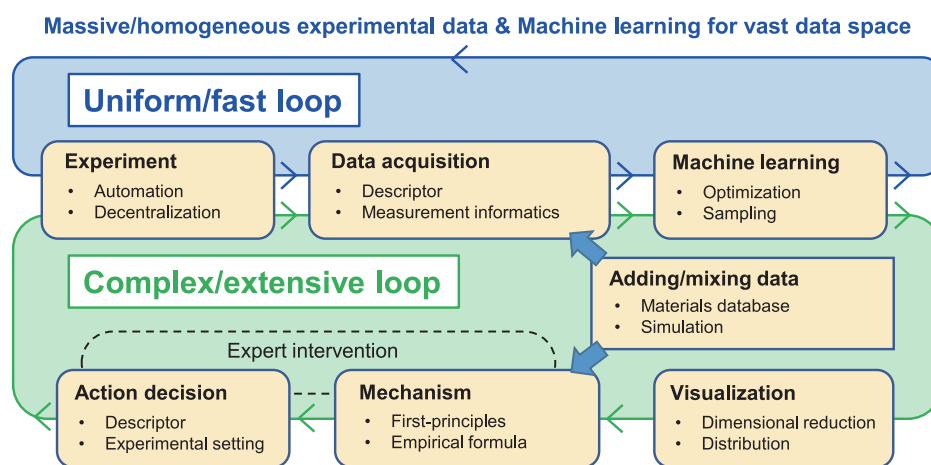 Massive/homogeneous experimental data & Machine learning for vast data space
Uniform/fast loop
Experiment
• Automation
• Decentralization
Data acquisition
• Descriptor
• Measurement informatics
Machine learning
• Optimization
• Sampling
Complex/extensive loop
Adding/mixing data
• Materials database
• Simulation
Expert intervention
Action decision
• Descriptor
• Experimental setting
Mechanism
• First-principles
• Empirical formula
Visualization
• Dimensional reduction
• Distribution